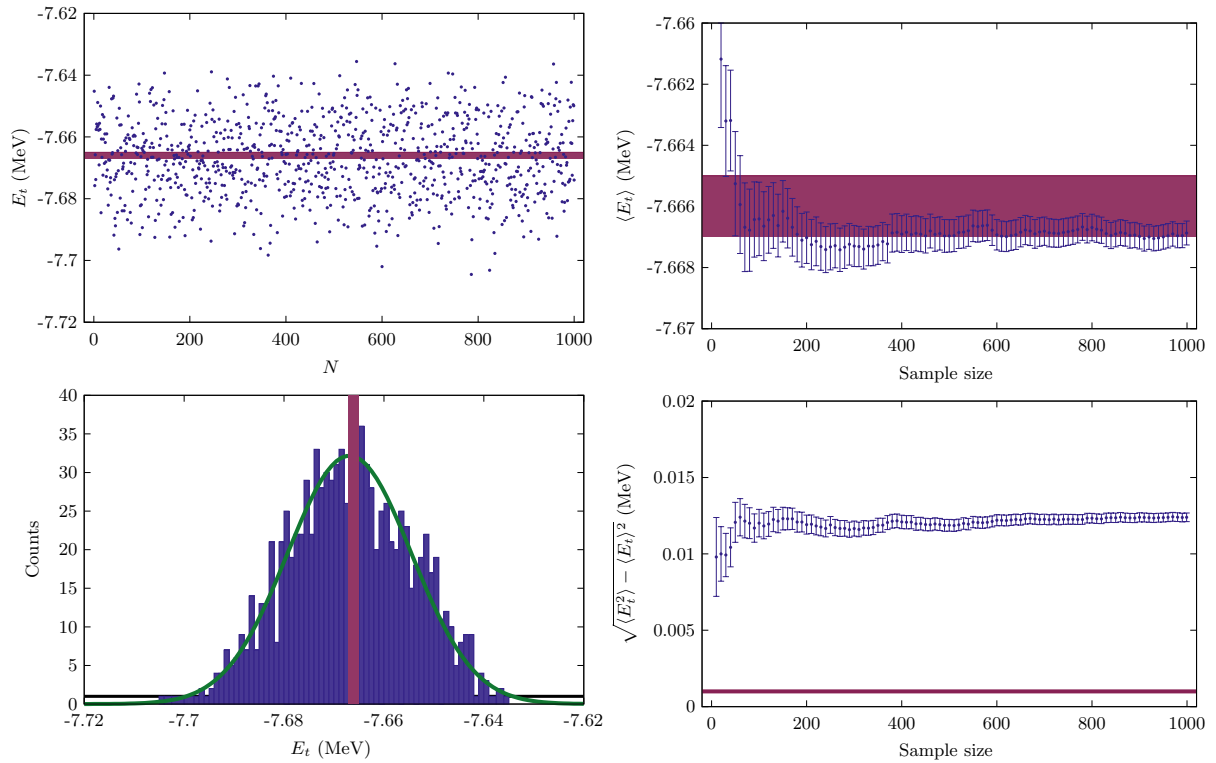 -7.62
-7.64
-7.66
-7.68
-7.7
-7.72
E_t (MeV)
0 200 400 600 800 1000
N
-7.66
-7.662
-7.664
-7.666
-7.668
-7.67
⟨E_t⟩ (MeV)
0 200 400 600 800 1000
Sample size
40
35
30
25
20
15
10
5
0
Counts
-7.72 -7.7 -7.68 -7.66 -7.64 -7.62
E_t (MeV)
0.02
0.015
0.01
0.005
0
√⟨E_t^2⟩ − ⟨E_t⟩^2 (MeV)
0 200 400 600 800 1000
Sample size